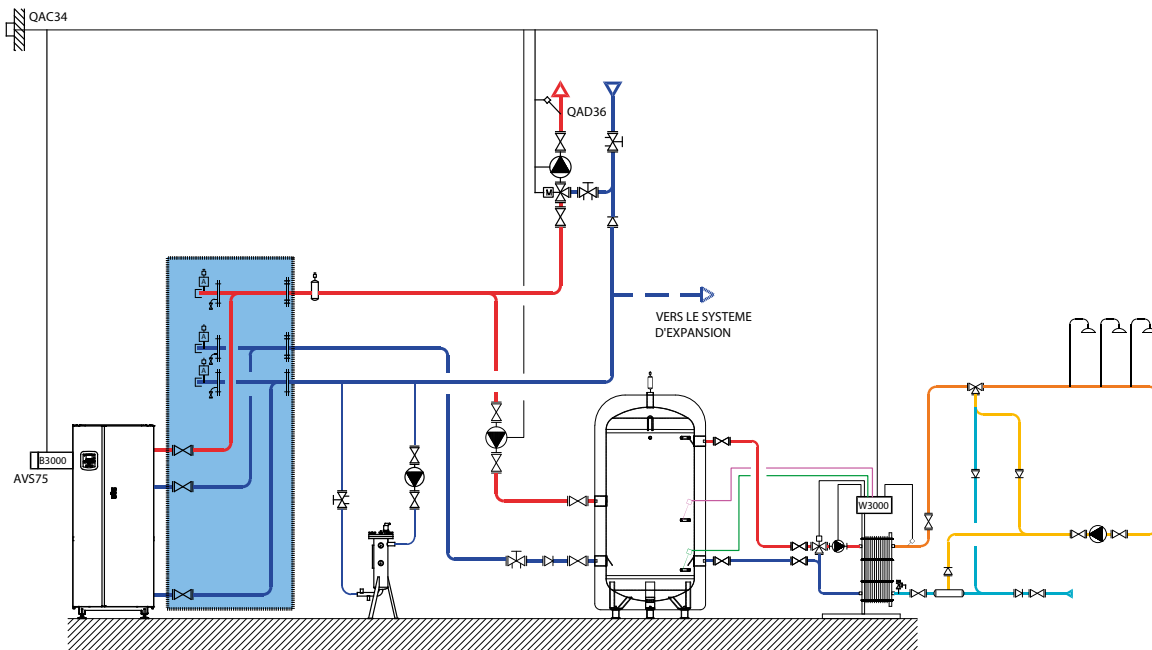 QAC34
QAD36
VERS LE SYSTEME
D'EXPANSION
B3000
AVS75
W3000
A
A
A
M